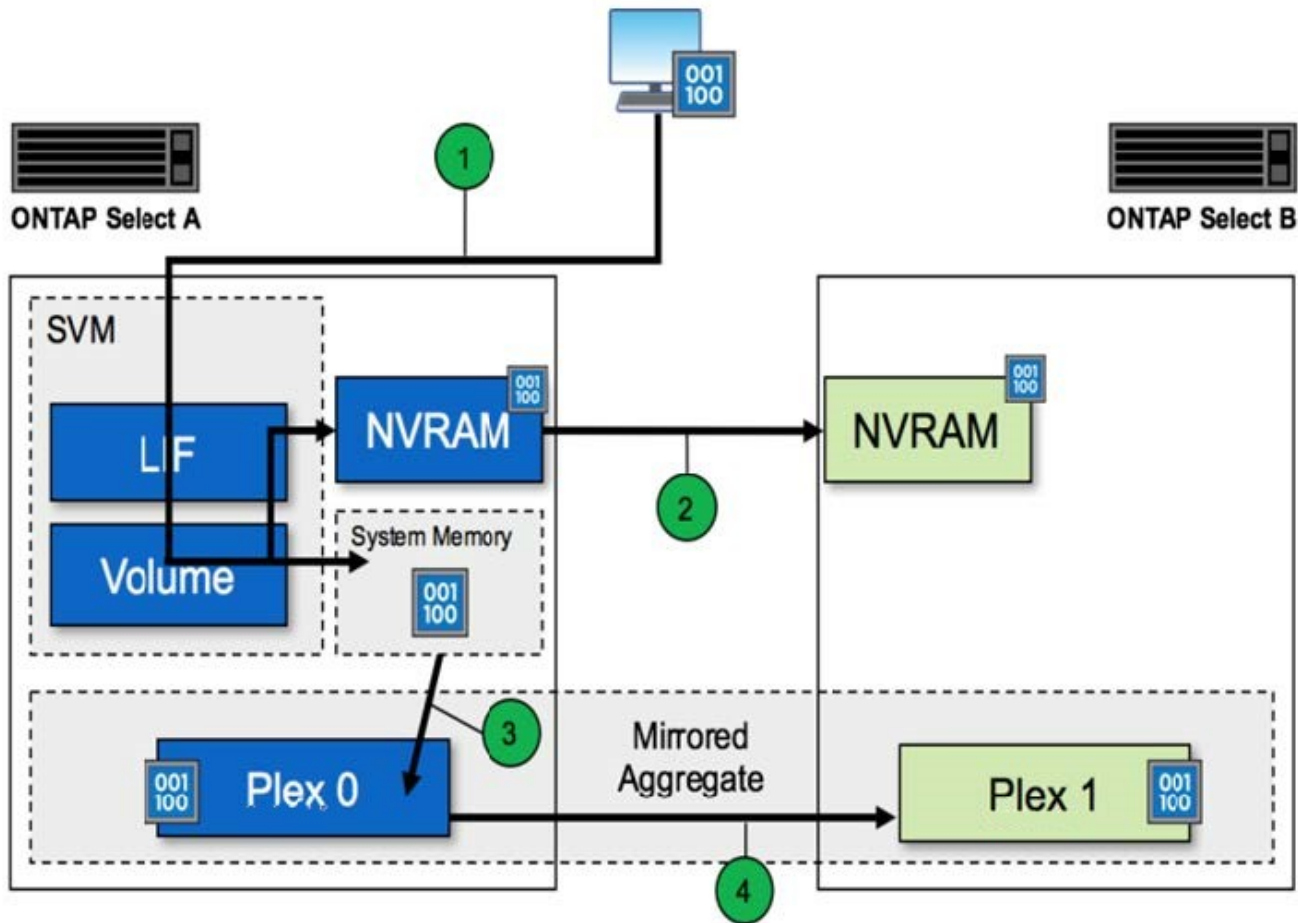 001
100
1
ONTAP Select A
ONTAP Select B
SVM
LIF
Volume
NVRAM
001
100
2
NVRAM
001
100
System Memory
001
100
3
Mirrored
Aggregate
001
100
Plex 0
Plex 1
001
100
4